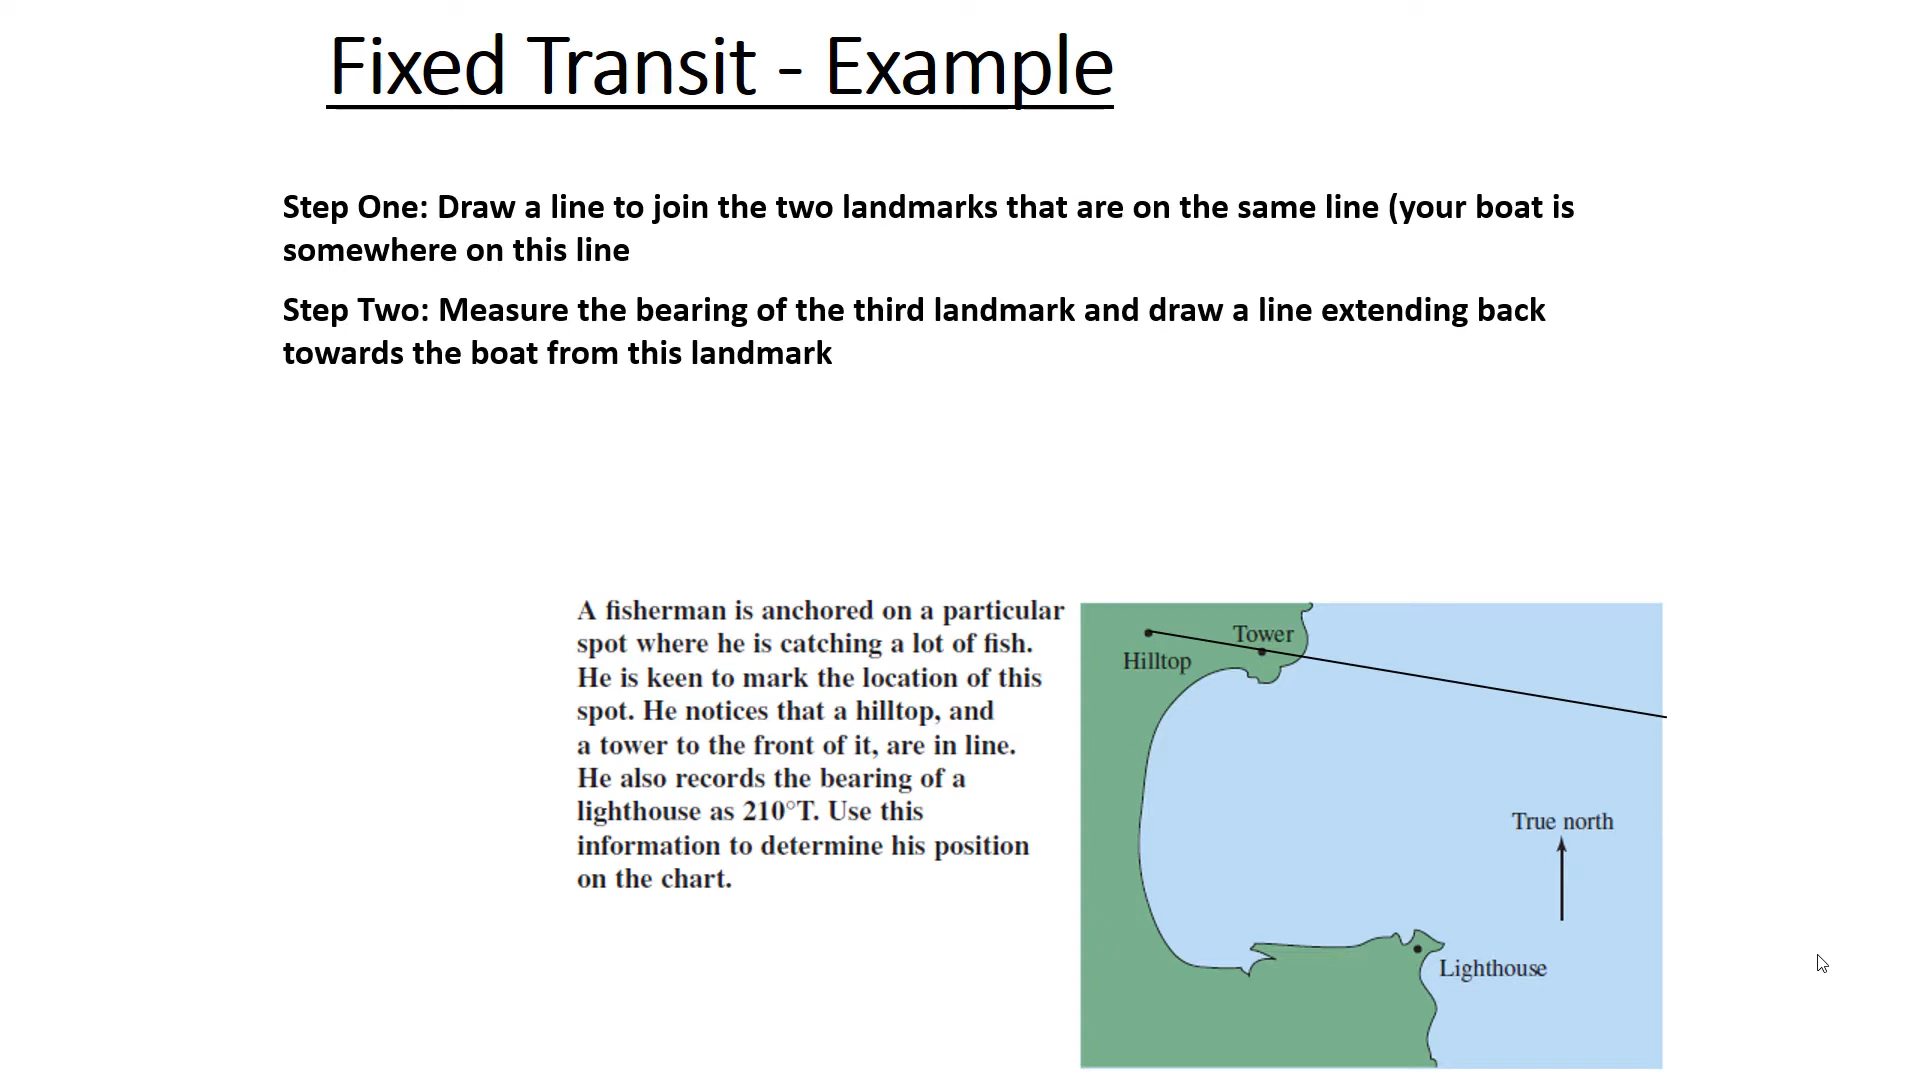 Fixed Transit - Example
Step One: Draw a line to join the two landmarks that are on the same line (your boat is
somewhere on this line
Step Two: Measure the bearing of the third landmark and draw a line extending back
towards the boat from this landmark
A fisherman is anchored on a particular
spot where he is catching a lot of fish.
He is keen to mark the location of this
spot. He notices that a hilltop, and
a tower to the front of it, are in line.
He also records the bearing of a
lighthouse as 210°T. Use this
information to determine his position
on the chart.
Tower
Hilltop
True north
Lighthouse